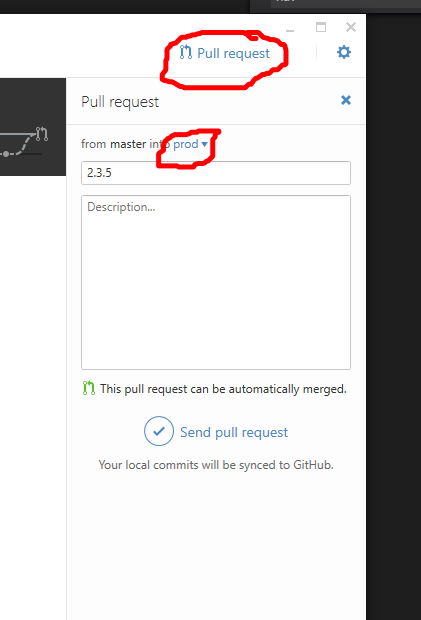 Pull request
Pull request
from master into prod
2.3.5
Description...
This pull request can be automatically merged.
Send pull request
Your local commits will be synced to GitHub.